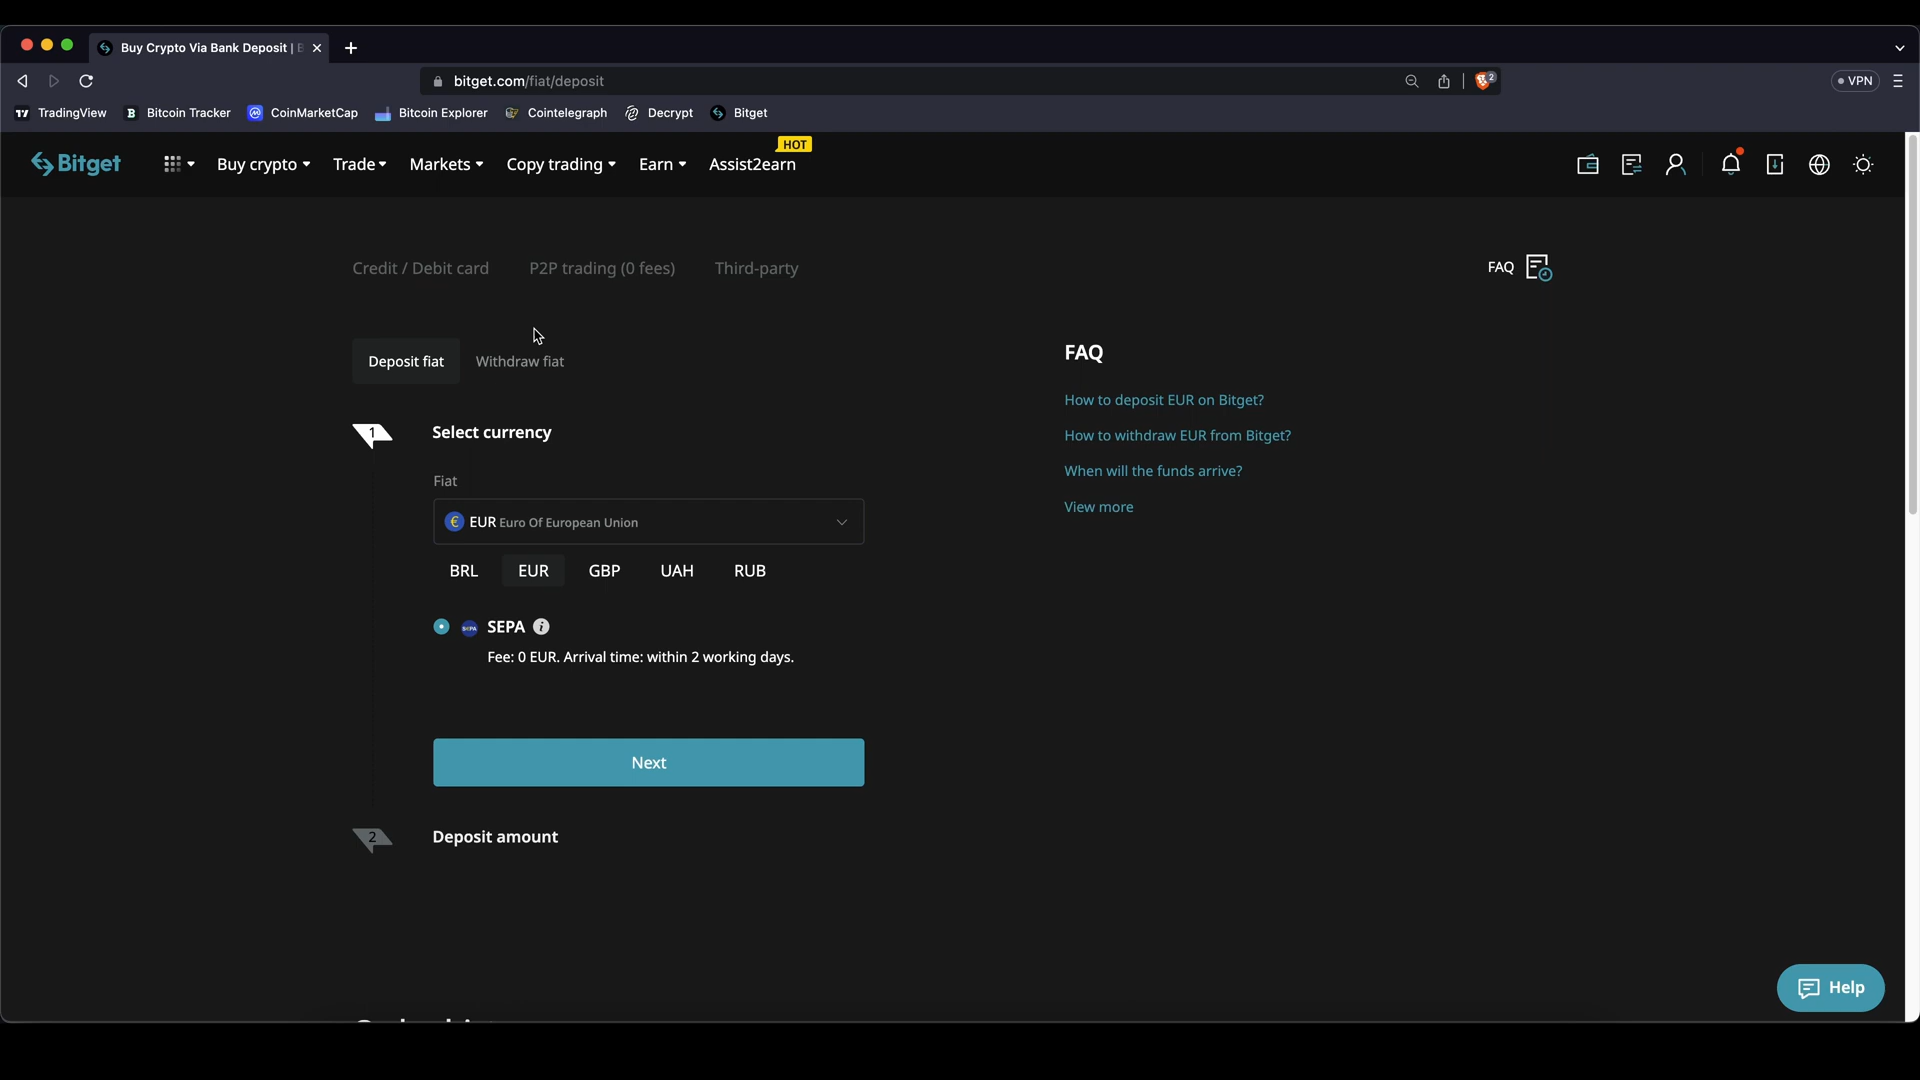 Buy Crypto Via Bank Deposit |
bitget.com/fiat/deposit
2
VPN
TradingView
Bitcoin Tracker
CoinMarketCap
Bitcoin Explorer
Cointelegraph
Decrypt
Bitget
Bitget
Buy crypto
Trade
Markets
Copy trading
Earn
Assist2earn
HOT
Credit / Debit card
P2P trading (0 fees)
Third-party
FAQ
Deposit fiat
Withdraw fiat
1
Select currency
Fiat
€ EUR Euro Of European Union
BRL
EUR
GBP
UAH
RUB
SEPA SEPA i
Fee: 0 EUR. Arrival time: within 2 working days.
Next
2
Deposit amount
FAQ
How to deposit EUR on Bitget?
How to withdraw EUR from Bitget?
When will the funds arrive?
View more
Help